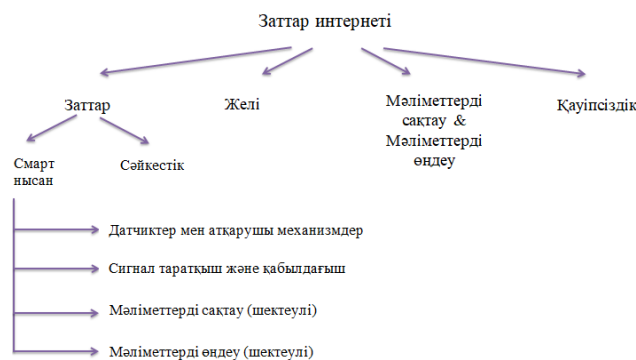 Заттар интернеті
Заттар
Желі
Мәліметтерді
сақтау &
Мәліметтерді
өңдеу
Қауіпсіздік
Смарт
нысан
Сәйкестік
Датчиктер мен атқарушы механизмдер
Сигнал таратқыш және қабылдағыш
Мәліметтерді сақтау (шектеулі)
Мәліметтерді өңдеу (шектеулі)